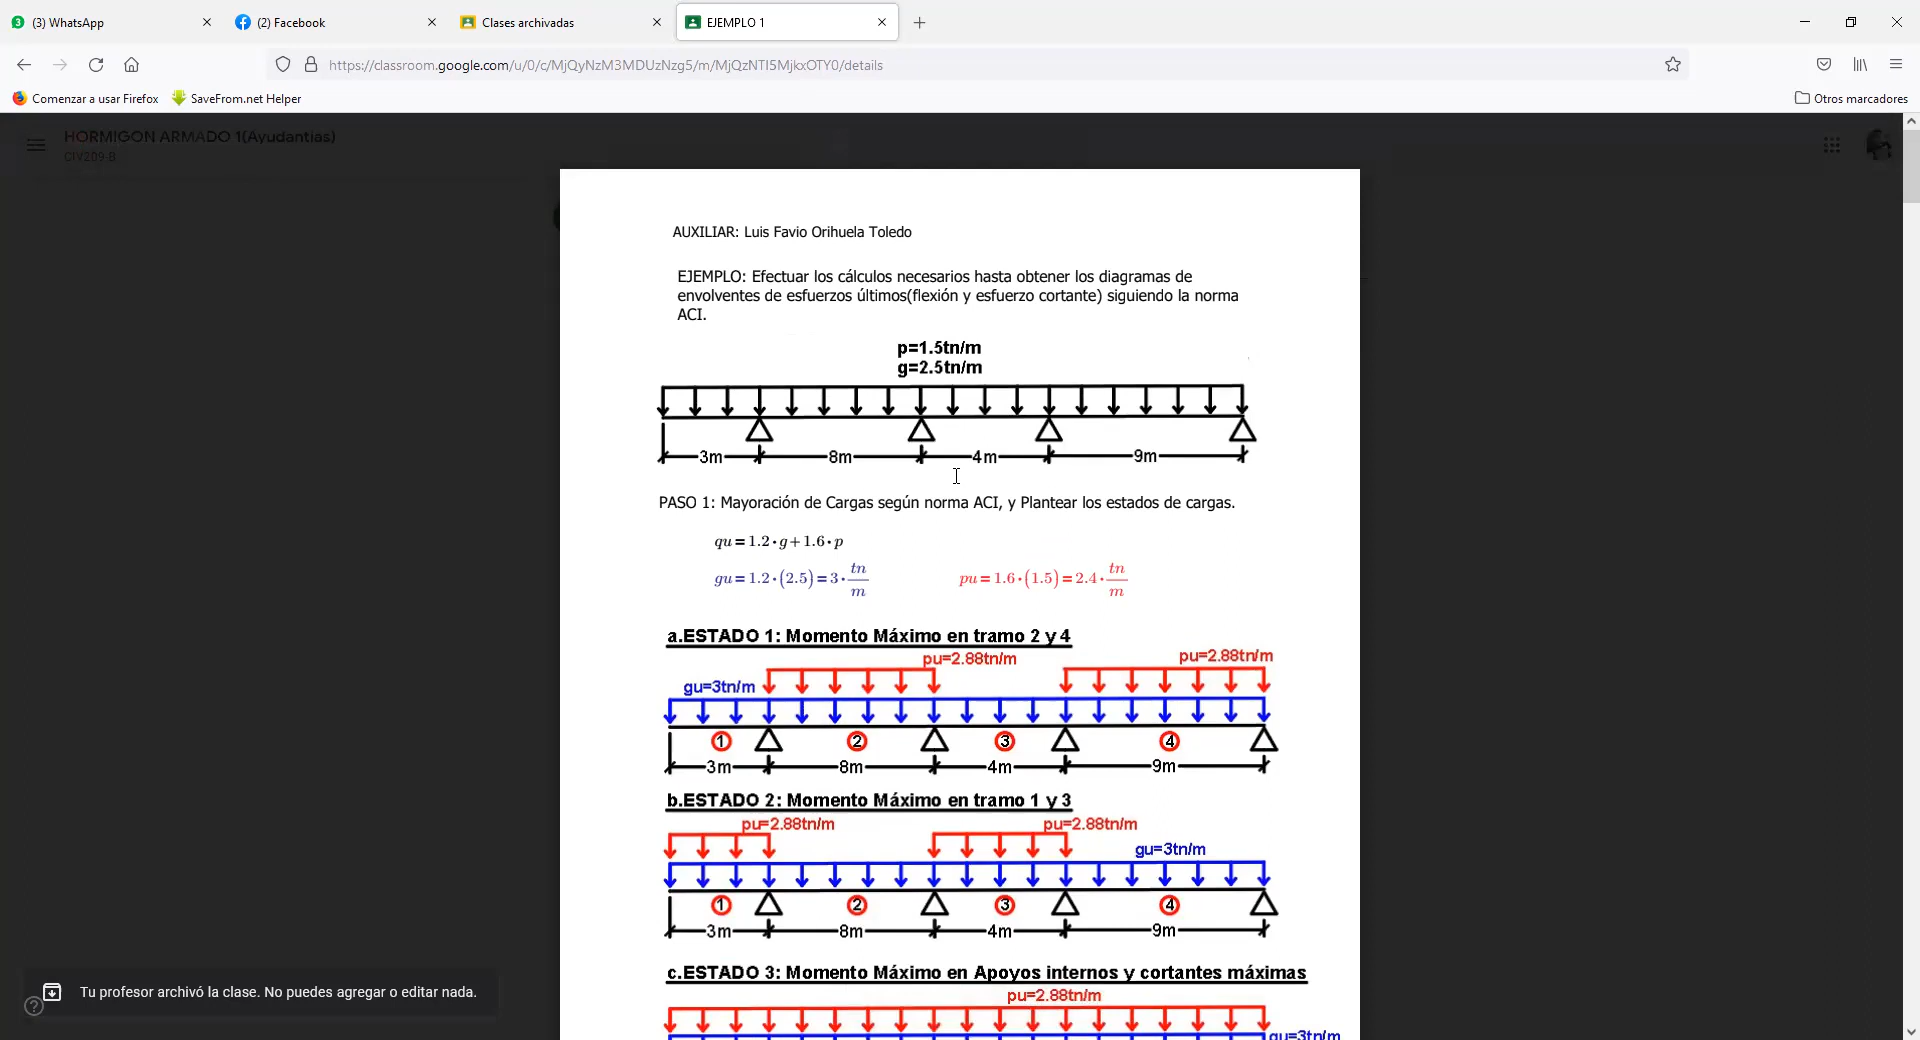 (3) WhatsApp
(2) Facebook
Clases archivadas
EJEMPLO 1
https://classroom.google.com/u/0/c/MjQyNzM3MDUzNzg5/m/MjQzNTI5MjkxOTY0/details
Comenzar a usar Firefox
SaveFrom.net Helper
Otros marcadores
HORMIGON ARMADO 1(Ayudantias)
CIV209-B
AUXILIAR: Luis Favio Orihuela Toledo
EJEMPLO: Efectuar los cálculos necesarios hasta obtener los diagramas de
envolventes de esfuerzos últimos(flexión y esfuerzo cortante) siguiendo la norma
ACI.
p=1.5tn/m
g=2.5tn/m
3m 8m 4m 9m
PASO 1: Mayoración de Cargas según norma ACI, y Plantear los estados de cargas.
qu=1.2·g+1.6·p
gu=1.2·(2.5)=3·tn/m pu=1.6·(1.5)=2.4·tn/m
a.ESTADO 1: Momento Máximo en tramo 2 y 4
pu=2.88tn/m pu=2.88tn/m
gu=3tn/m
1 2 3 4
3m 8m 4m 9m
b.ESTADO 2: Momento Máximo en tramo 1 y 3
pu=2.88tn/m pu=2.88tn/m
gu=3tn/m
1 2 3 4
3m 8m 4m 9m
c.ESTADO 3: Momento Máximo en Apoyos internos y cortantes máximas
pu=2.88tn/m
gu=3tn/m
Tu profesor archivó la clase. No puedes agregar o editar nada.